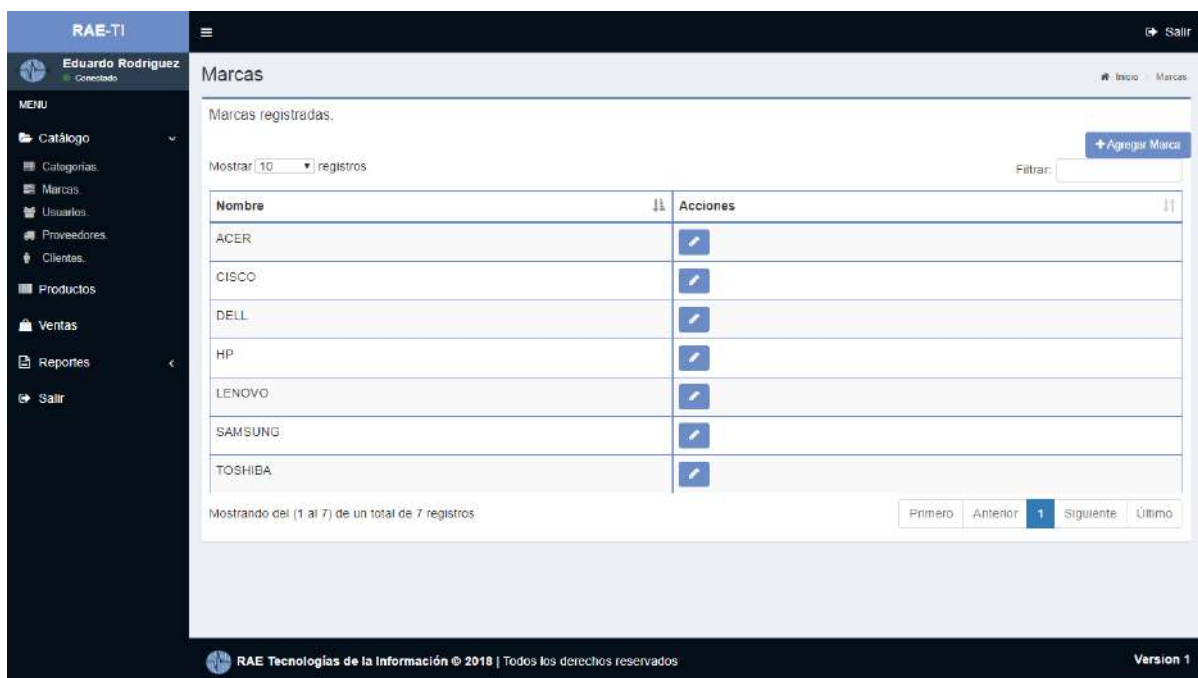 RAE-TI
Salir
Eduardo Rodriguez
Conectado
Marcas
Inicio > Marcas
MENU
Catálogo
Categorías.
Marcas.
Usuarios.
Proveedores.
Clientes.
Productos
Ventas
Reportes
Salir
Marcas registradas.
+ Agregar Marca
Mostrar 10 registros
Filtrar:
Nombre Acciones
ACER
CISCO
DELL
HP
LENOVO
SAMSUNG
TOSHIBA
Mostrando del (1 al 7) de un total de 7 registros
Primero Anterior 1 Siguiente Último
RAE Tecnologías de la Información © 2018 | Todos los derechos reservados
Version 1